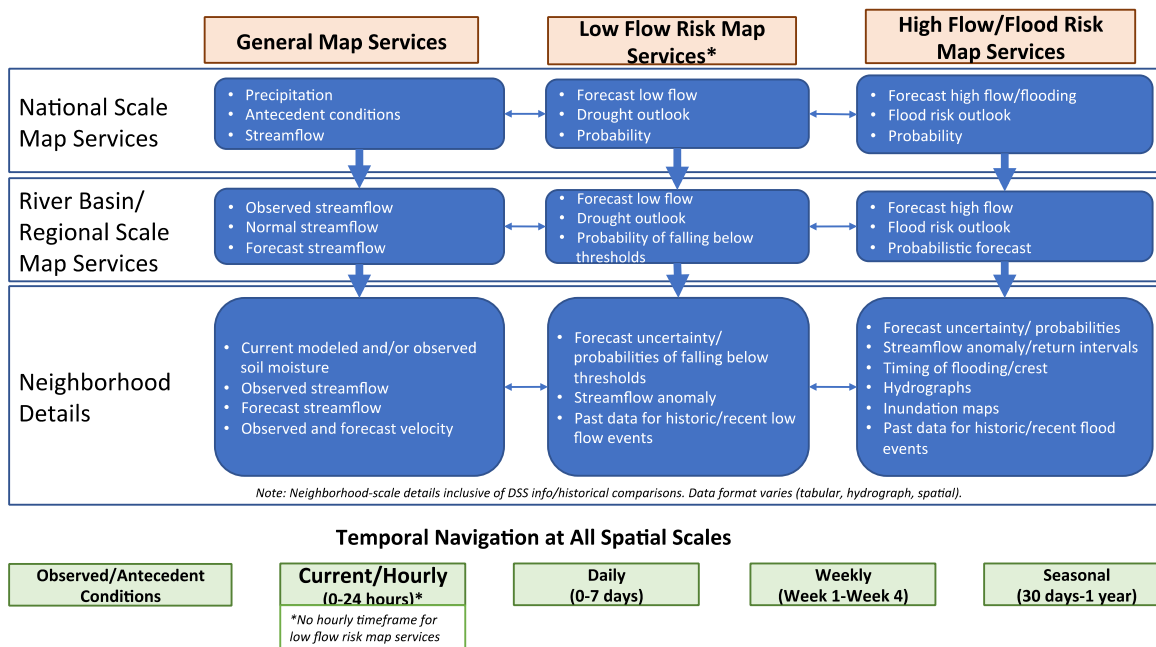 General Map Services
Low Flow Risk Map
Services*
High Flow/Flood Risk
Map Services
National Scale
Map Services
• Precipitation
• Antecedent conditions
• Streamflow
• Forecast low flow
• Drought outlook
• Probability
• Forecast high flow/flooding
• Flood risk outlook
• Probability
River Basin/
Regional Scale
Map Services
• Observed streamflow
• Normal streamflow
• Forecast streamflow
• Forecast low flow
• Drought outlook
• Probability of falling below
thresholds
• Forecast high flow
• Flood risk outlook
• Probabilistic forecast
Neighborhood
Details
• Current modeled and/or observed
soil moisture
• Observed streamflow
• Forecast streamflow
• Observed and forecast velocity
• Forecast uncertainty/
probabilities of falling below
thresholds
• Streamflow anomaly
• Past data for historic/recent low
flow events
• Forecast uncertainty/ probabilities
• Streamflow anomaly/return intervals
• Timing of flooding/crest
• Hydrographs
• Inundation maps
• Past data for historic/recent flood
events
Note: Neighborhood-scale details inclusive of DSS info/historical comparisons. Data format varies (tabular, hydrograph, spatial).
Temporal Navigation at All Spatial Scales
Observed/Antecedent
Conditions
Current/Hourly
(0-24 hours)*
*No hourly timeframe for
low flow risk map services
Daily
(0-7 days)
Weekly
(Week 1-Week 4)
Seasonal
(30 days-1 year)